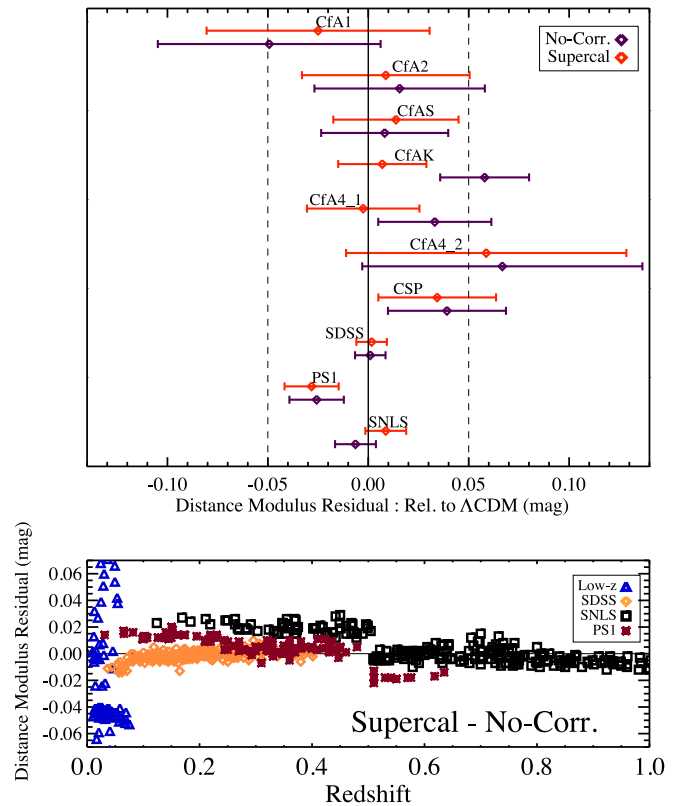 CfA1
No-Corr.
Supercal
CfA2
CfAS
CfAK
CfA4_1
CfA4_2
CSP
SDSS
PS1
SNLS
-0.10 -0.05 0.00 0.05 0.10
Distance Modulus Residual : Rel. to ΛCDM (mag)
Distance Modulus Residual (mag)
0.06
0.04
0.02
0.00
-0.02
-0.04
-0.06
Low-z
SDSS
SNLS
PS1
Supercal - No-Corr.
0.0 0.2 0.4 0.6 0.8 1.0
Redshift